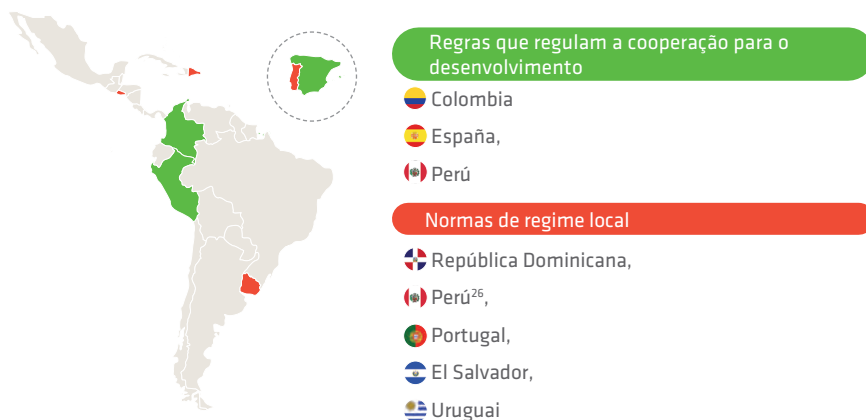 Regras que regulam a cooperação para o
desenvolvimento
Colombia
España,
Perú
Normas de regime local
República Dominicana,
Perú²⁶,
Portugal,
El Salvador,
Uruguai